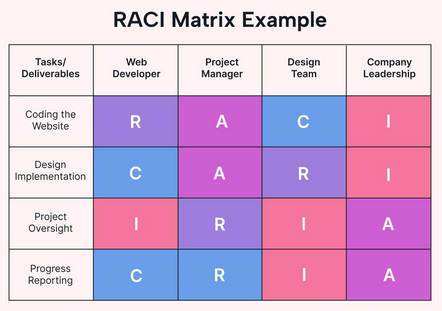 RACI Matrix Example
Tasks/ Web Project Design Company
Deliverables Developer Manager Team Leadership
Coding the
Website R A C I
Design
Implementation C A R I
Project
Oversight I R I A
Progress
Reporting C R I A